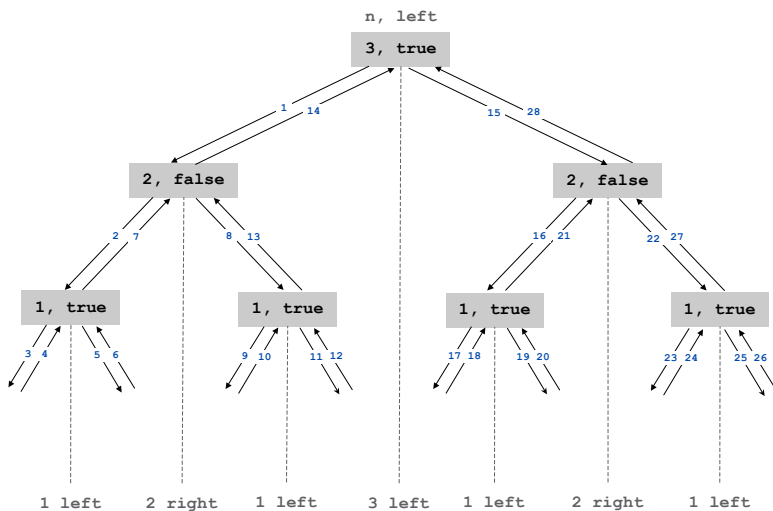 n, left
3, true
1 14 15 28
2, false 2, false
2 7 8 13 16 21 22 27
1, true 1, true 1, true 1, true
3 4 5 6 9 10 11 12 17 18 19 20 23 24 25 26
1 left 2 right 1 left 3 left 1 left 2 right 1 left